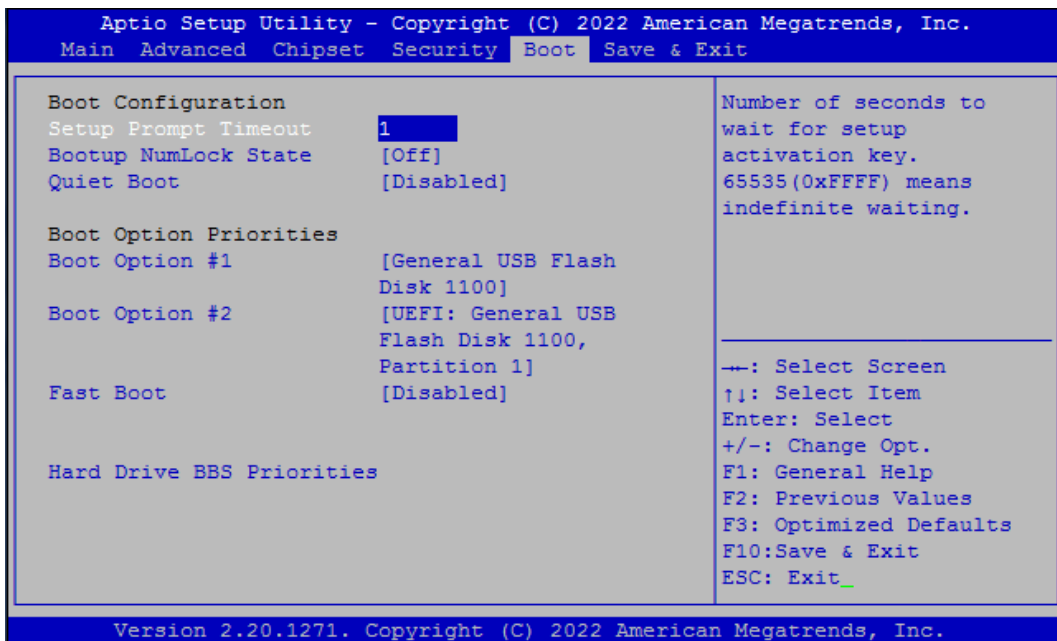 Aptio Setup Utility - Copyright (C) 2022 American Megatrends, Inc.
Main Advanced Chipset Security Boot Save & Exit
Boot Configuration
Setup Prompt Timeout 1
Bootup NumLock State [Off]
Quiet Boot [Disabled]
Boot Option Priorities
Boot Option #1 [General USB Flash
Disk 1100]
Boot Option #2 [UEFI: General USB
Flash Disk 1100,
Partition 1]
Fast Boot [Disabled]
Hard Drive BBS Priorities
Number of seconds to
wait for setup
activation key.
65535(0xFFFF) means
indefinite waiting.
→←: Select Screen
↑↓: Select Item
Enter: Select
+/-: Change Opt.
F1: General Help
F2: Previous Values
F3: Optimized Defaults
F10:Save & Exit
ESC: Exit_
Version 2.20.1271. Copyright (C) 2022 American Megatrends, Inc.